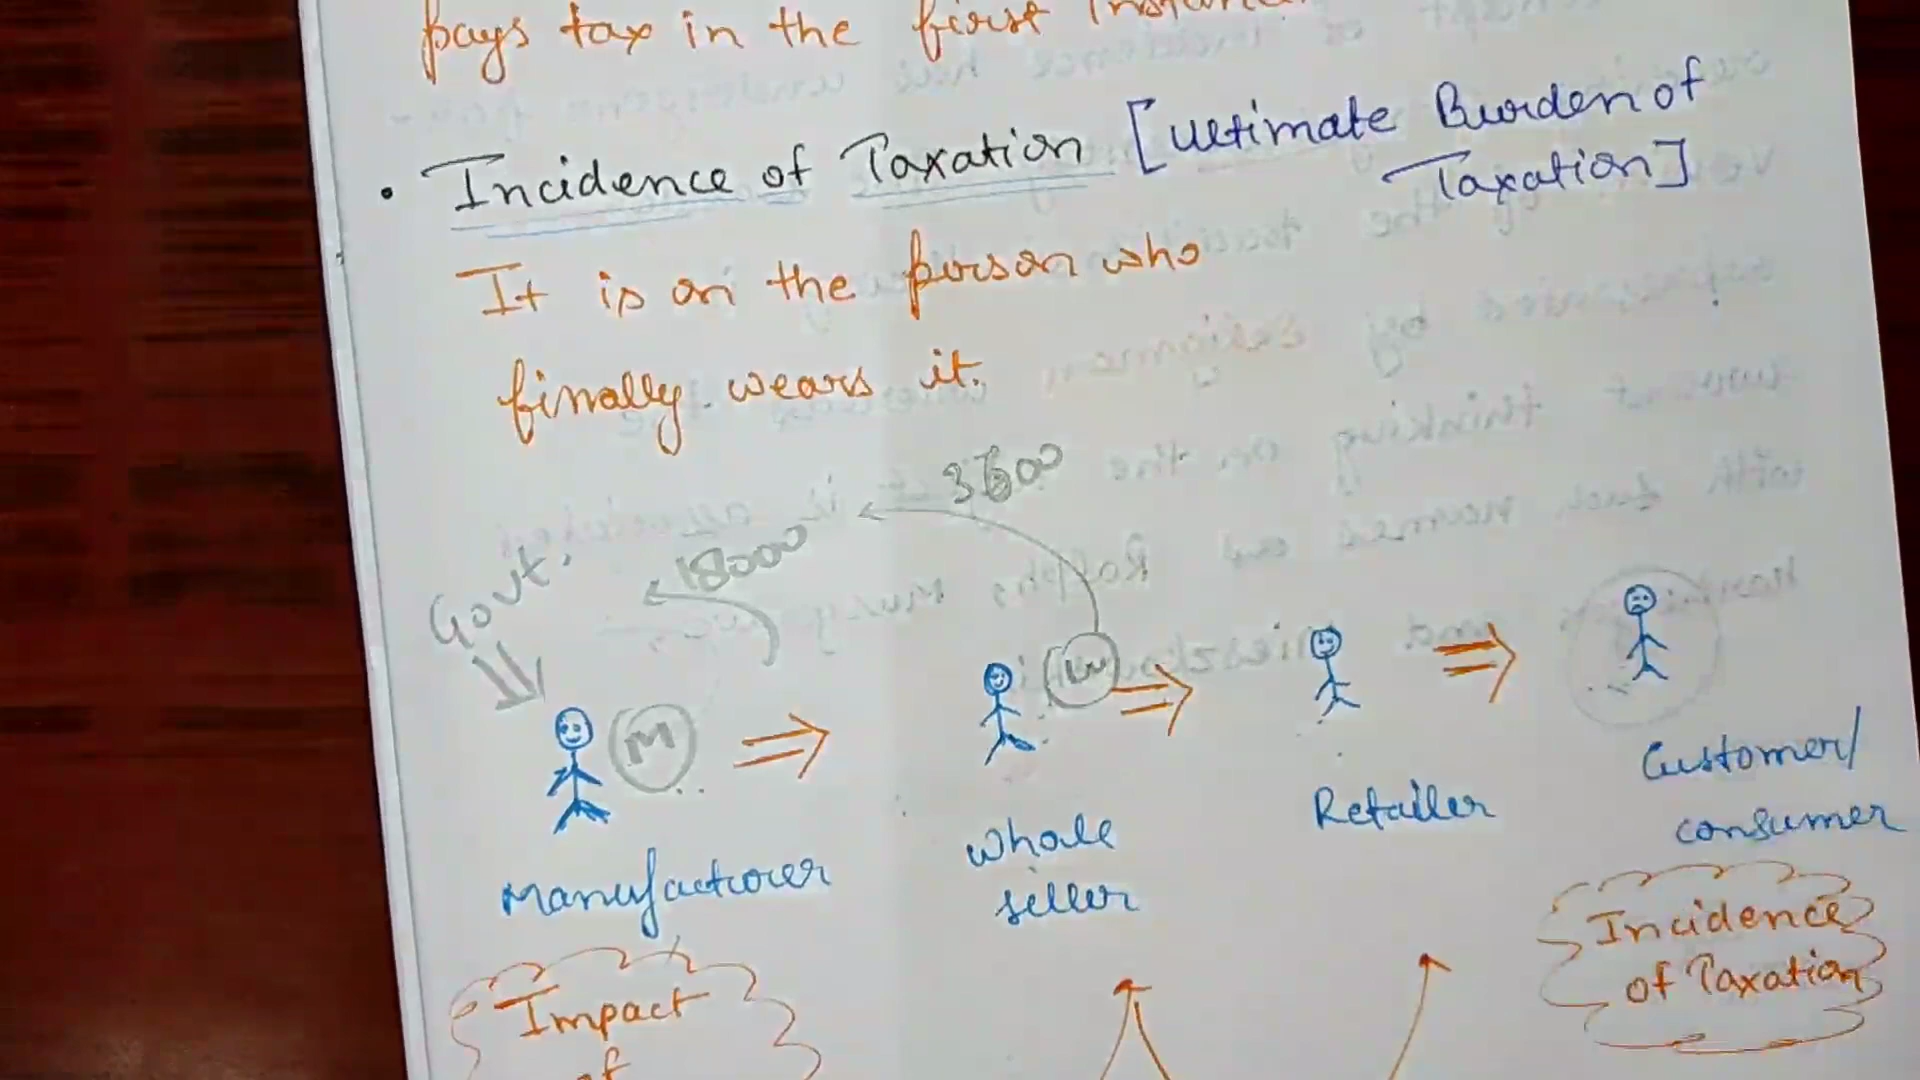 pays tax in the first
• Incidence of Taxation [Ultimate Burden of
Taxation]
It is on the person who
finally wears it.
3600
18000
Govt.
M
W
Manufacturer
Whole
seller
Retailer
Customer/
consumer
Impact
of
Incidence
of Taxation